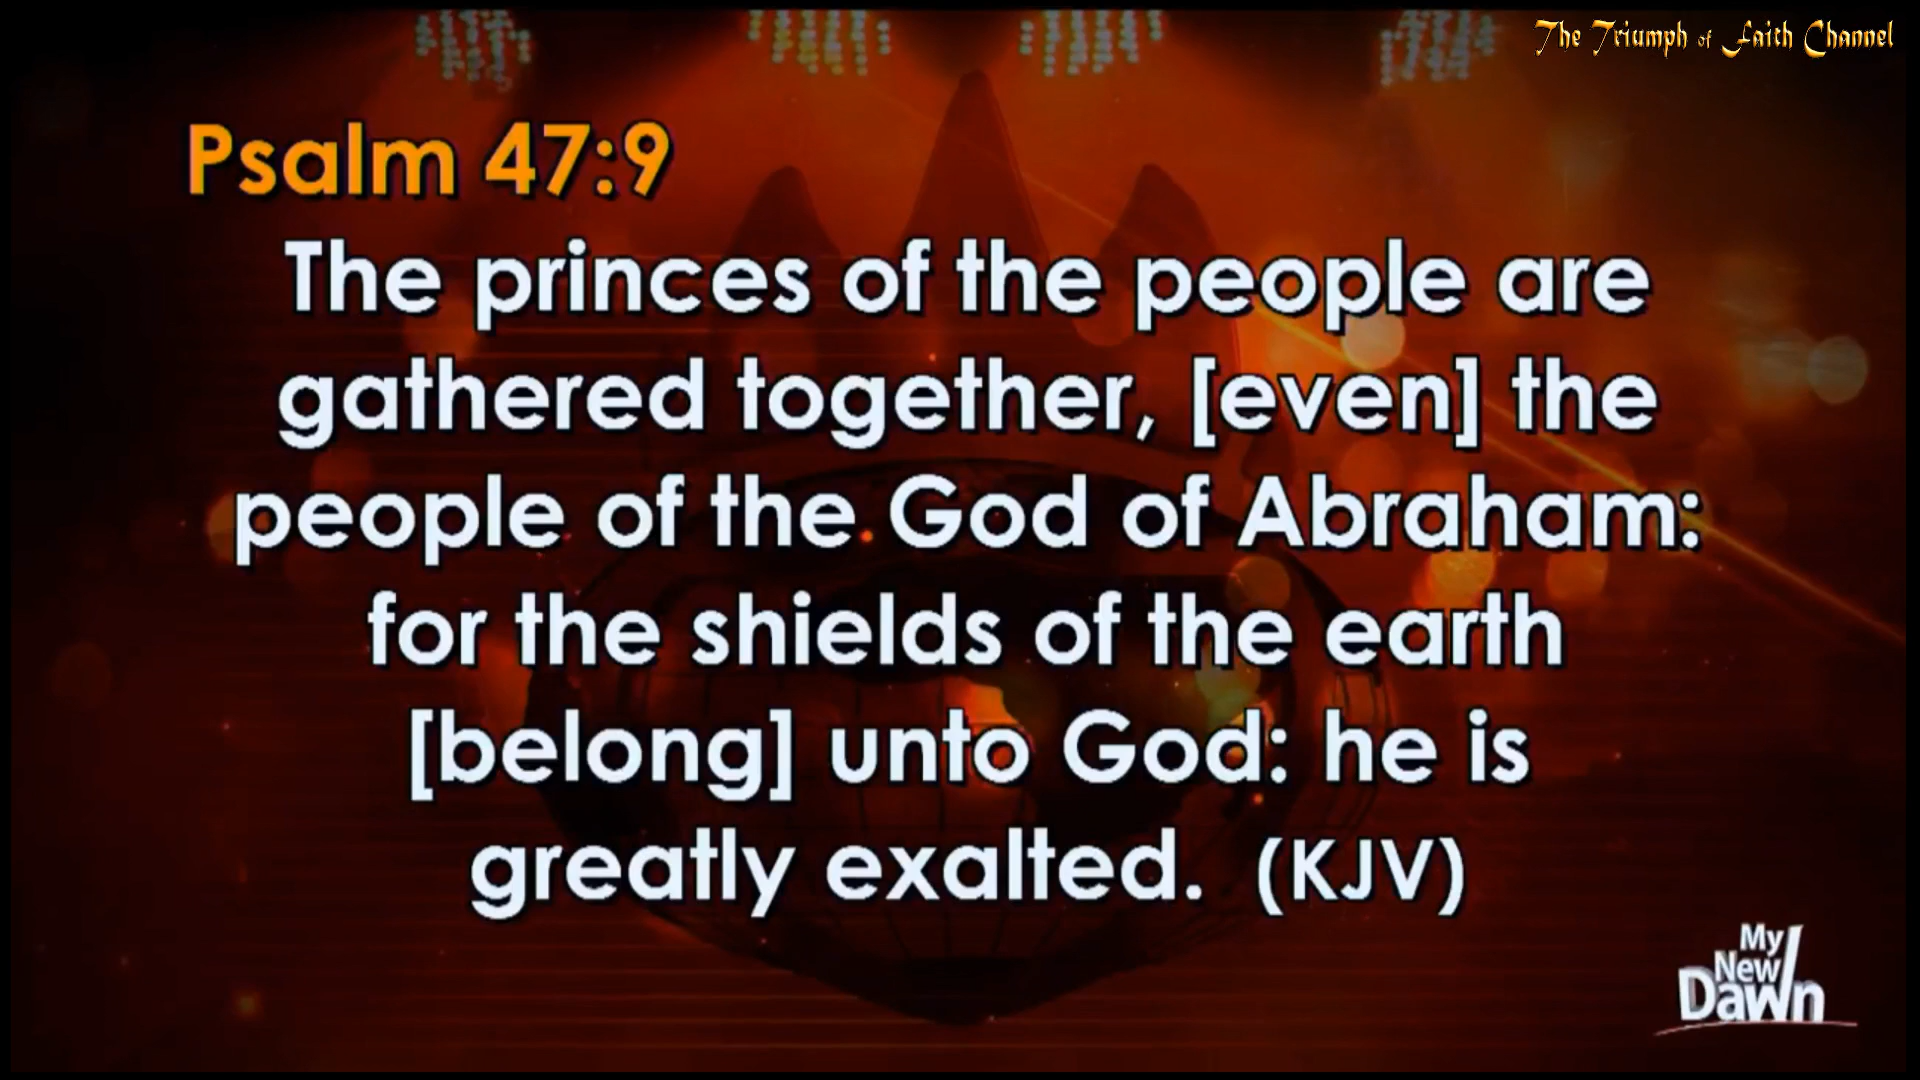 The Triumph of Faith Channel
Psalm 47:9
The princes of the people are
gathered together, [even] the
people of the God of Abraham:
for the shields of the earth
[belong] unto God: he is
greatly exalted. (KJV)
My
New
Dawn